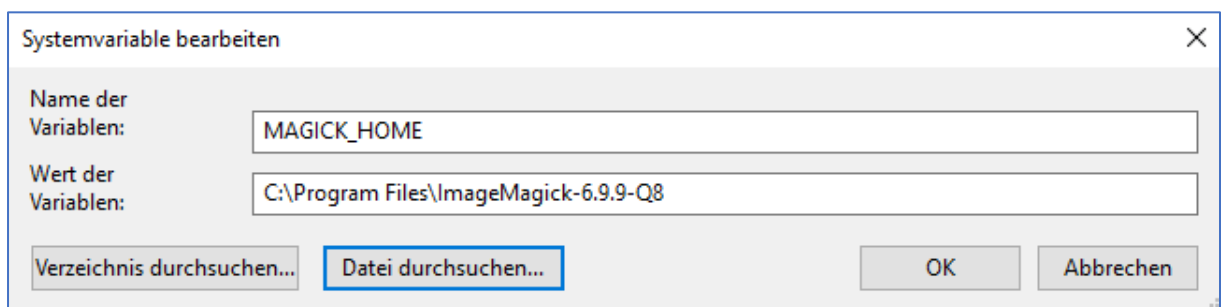 Systemvariable bearbeiten
Name der
Variablen:
MAGICK_HOME
Wert der
Variablen:
C:\Program Files\ImageMagick-6.9.9-Q8
Verzeichnis durchsuchen... Datei durchsuchen... OK Abbrechen